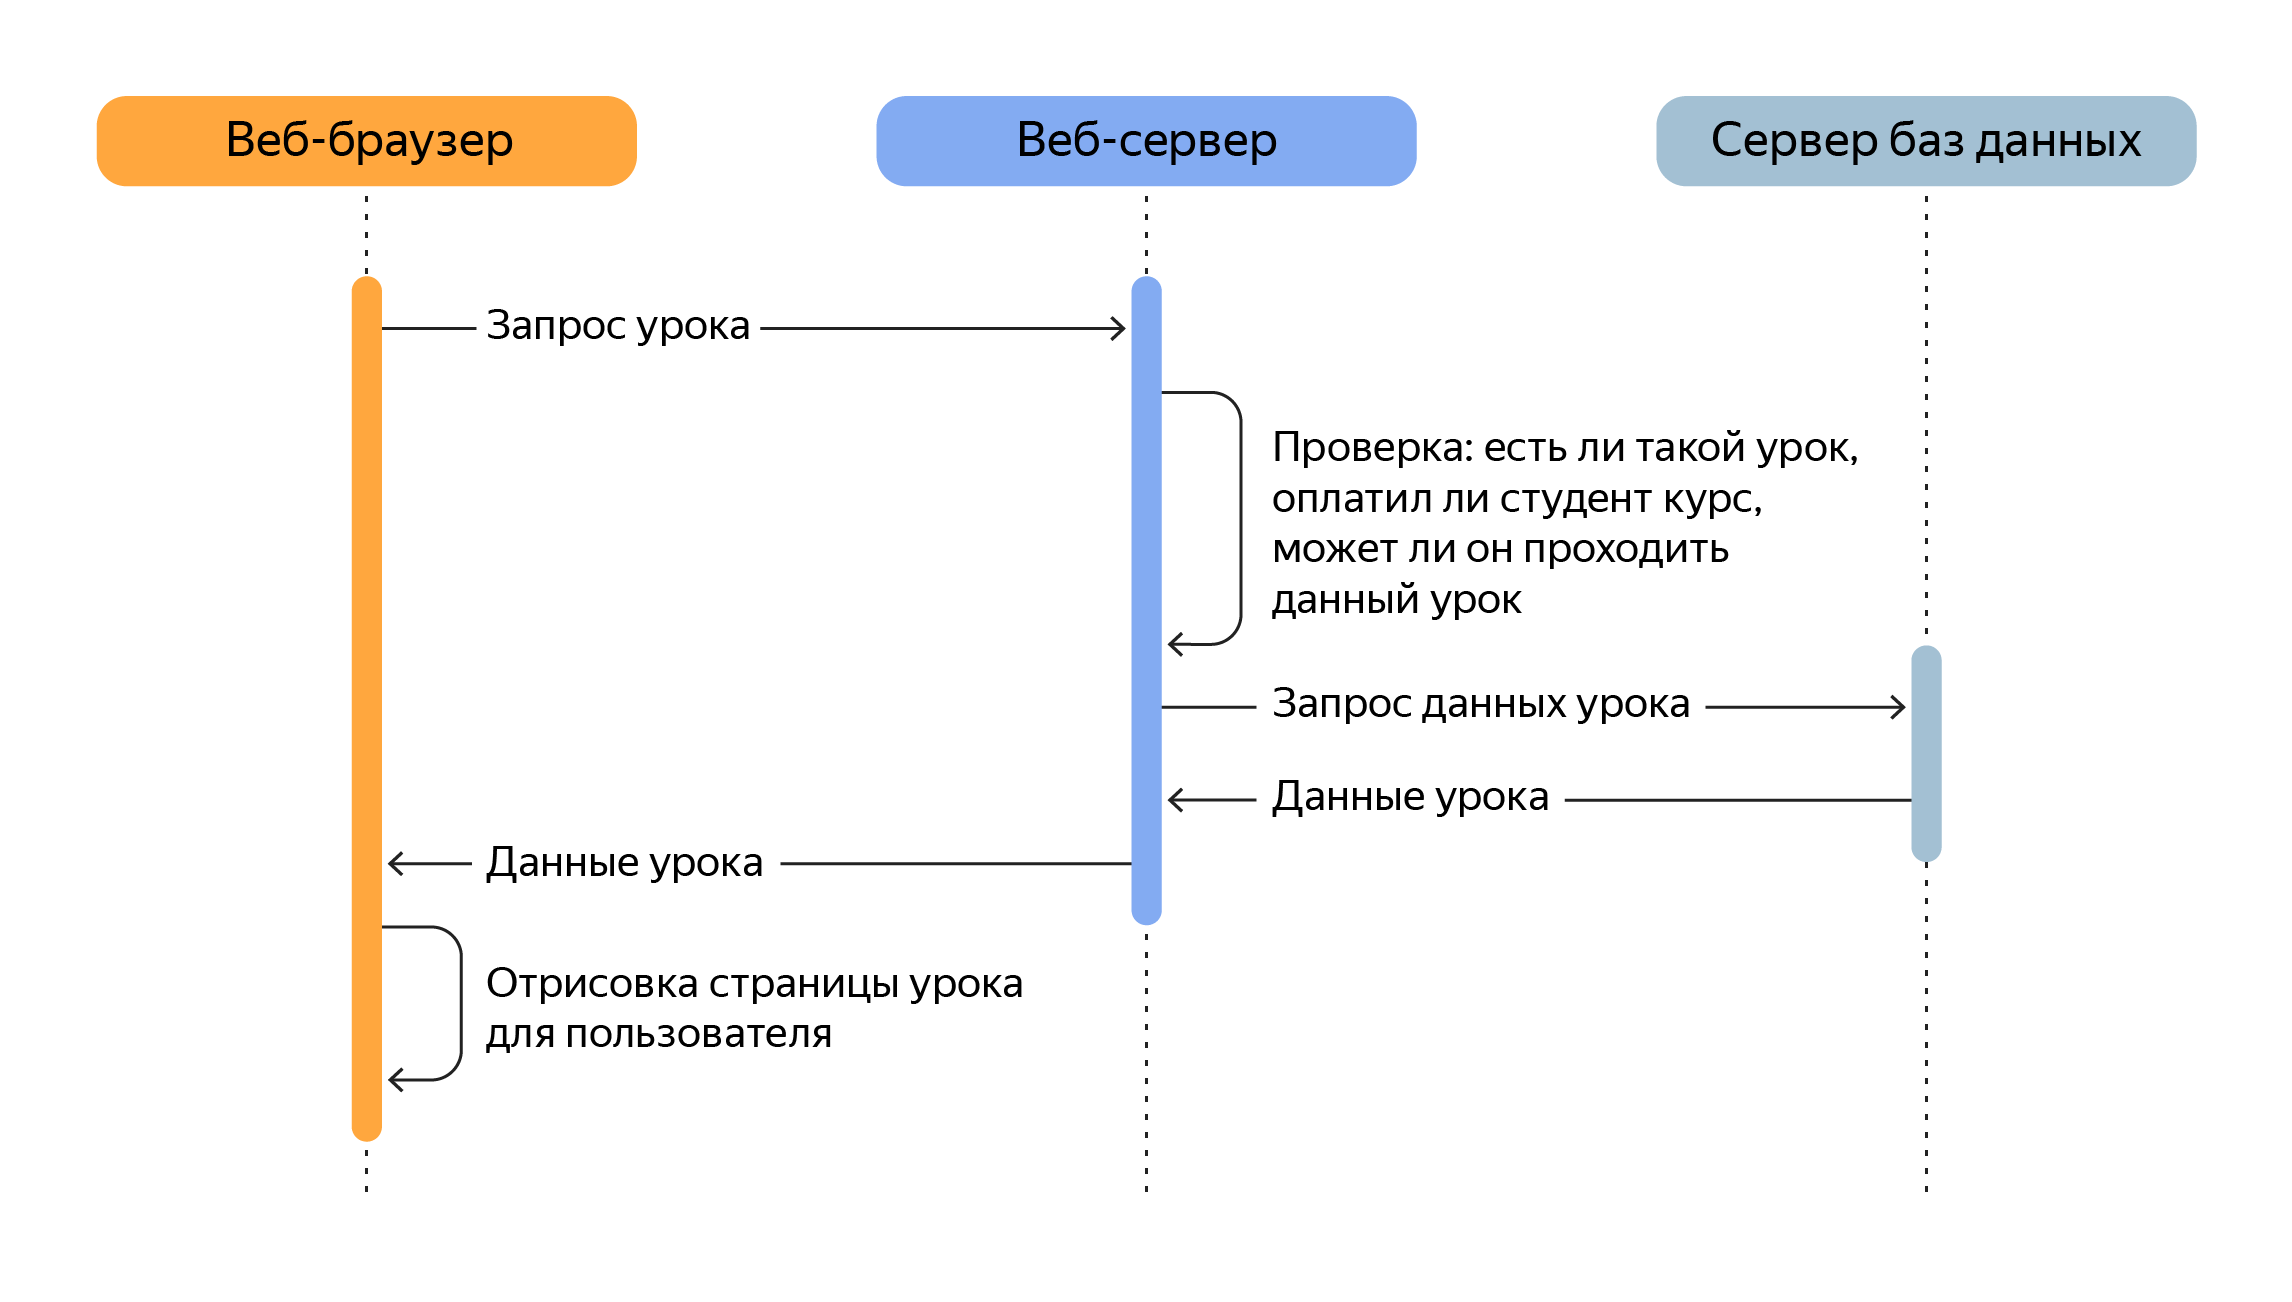 Веб-браузер
Веб-сервер
Сервер баз данных
Запрос урока
Проверка: есть ли такой урок,
оплатил ли студент курс,
может ли он проходить
данный урок
Запрос данных урока
Данные урока
Данные урока
Отрисовка страницы урока
для пользователя